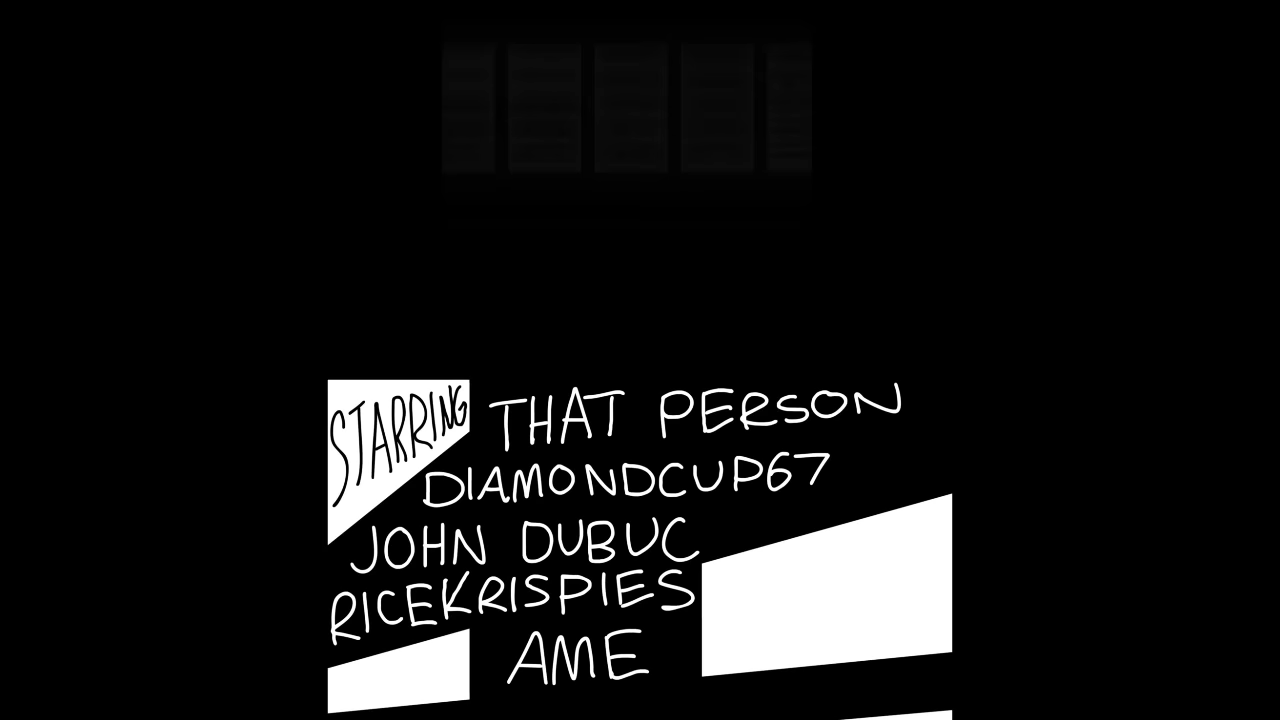 STARRING THAT PERSON
DIAMONDCUP67
JOHN DUBUC
RICEKRISPIES
AME